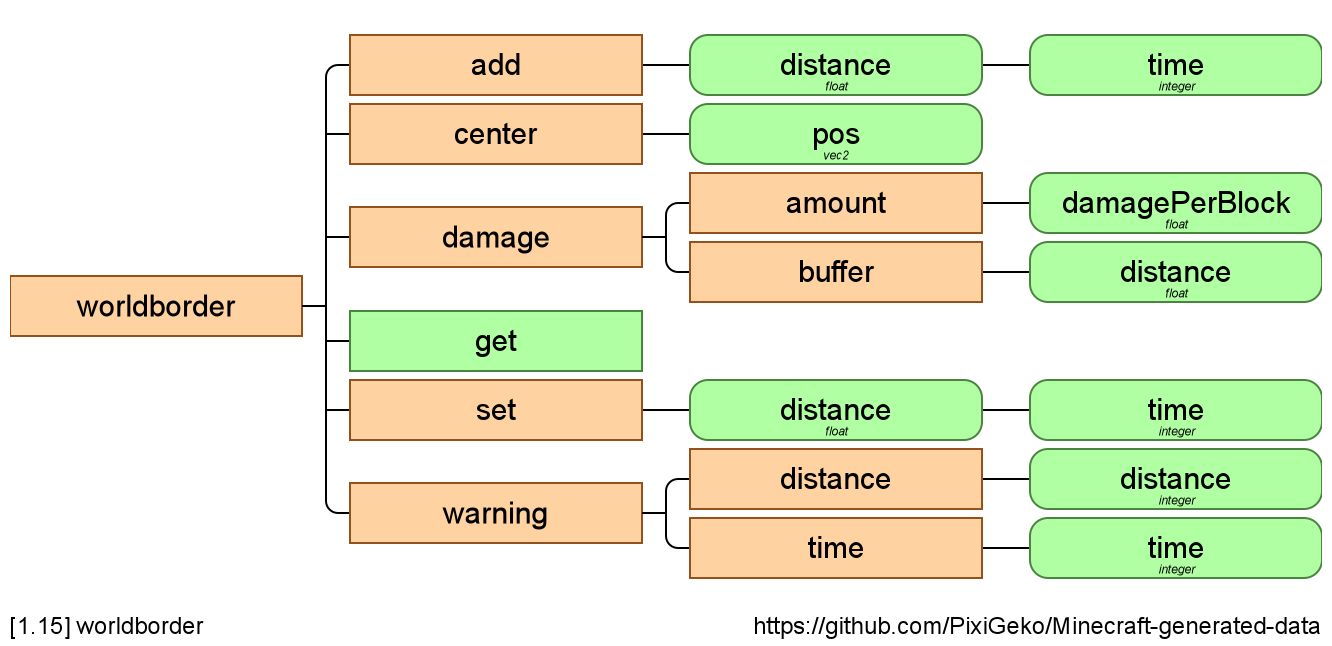 add
distance
float
time
integer
center
pos
vec2
damage
amount
damagePerBlock
float
buffer
distance
float
worldborder
get
set
distance
float
time
integer
warning
distance
distance
integer
time
time
integer
[1.15] worldborder
https://github.com/PixiGeko/Minecraft-generated-data